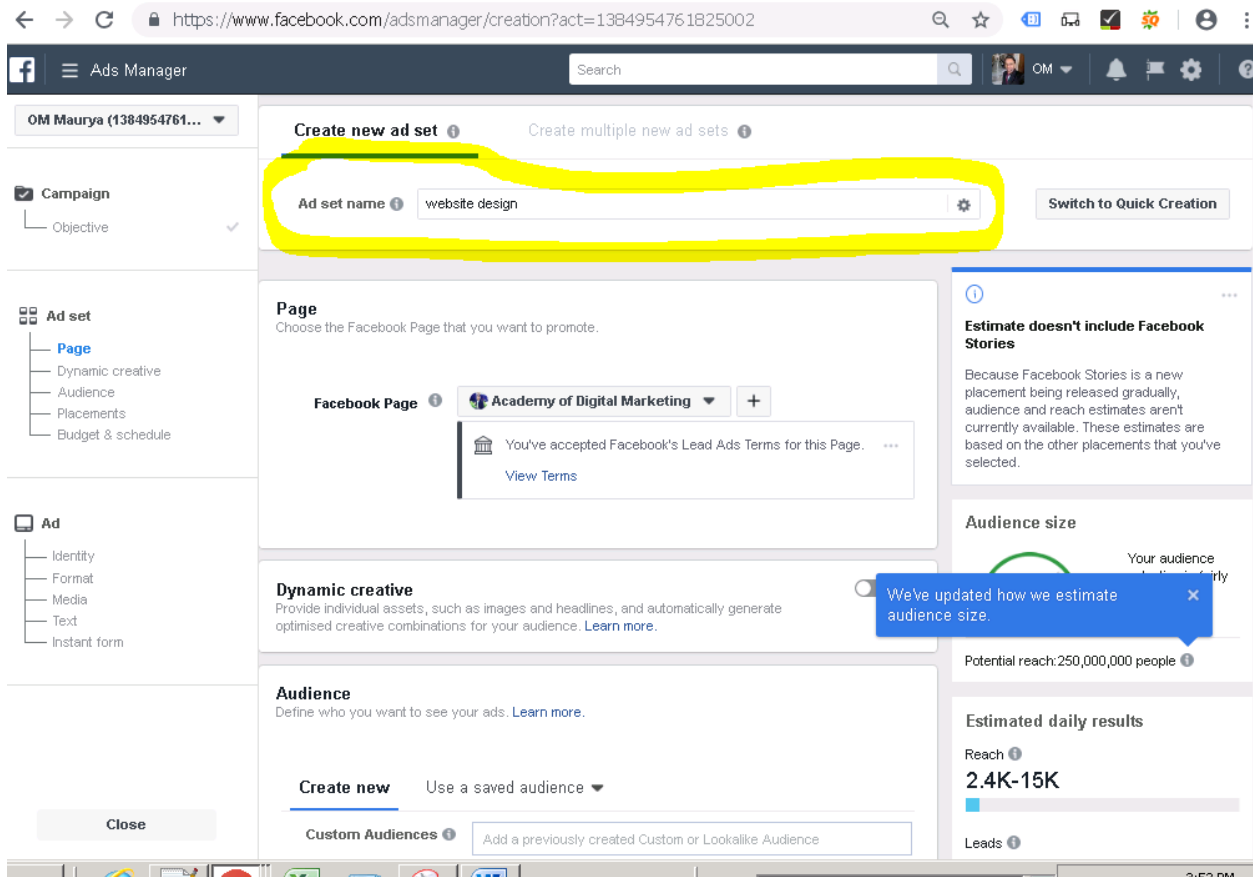 https://www.facebook.com/adsmanager/creation?act=1384954761825002
Ads Manager
Search
OM
OM Maurya (1384954761...
Campaign
Objective
Ad set
Page
Dynamic creative
Audience
Placements
Budget & schedule
Ad
Identity
Format
Media
Text
Instant form
Close
Create new ad set
Create multiple new ad sets
Ad set name
website design
Switch to Quick Creation
Page
Choose the Facebook Page that you want to promote.
Facebook Page
Academy of Digital Marketing
You've accepted Facebook's Lead Ads Terms for this Page.
View Terms
Dynamic creative
Provide individual assets, such as images and headlines, and automatically generate
optimised creative combinations for your audience. Learn more.
Audience
Define who you want to see your ads. Learn more.
Create new
Use a saved audience
Custom Audiences
Add a previously created Custom or Lookalike Audience
Estimate doesn't include Facebook
Stories
Because Facebook Stories is a new
placement being released gradually,
audience and reach estimates aren't
currently available. These estimates are
based on the other placements that you've
selected.
Audience size
Your audience
We've updated how we estimate
audience size.
Potential reach:250,000,000 people
Estimated daily results
Reach
2.4K-15K
Leads